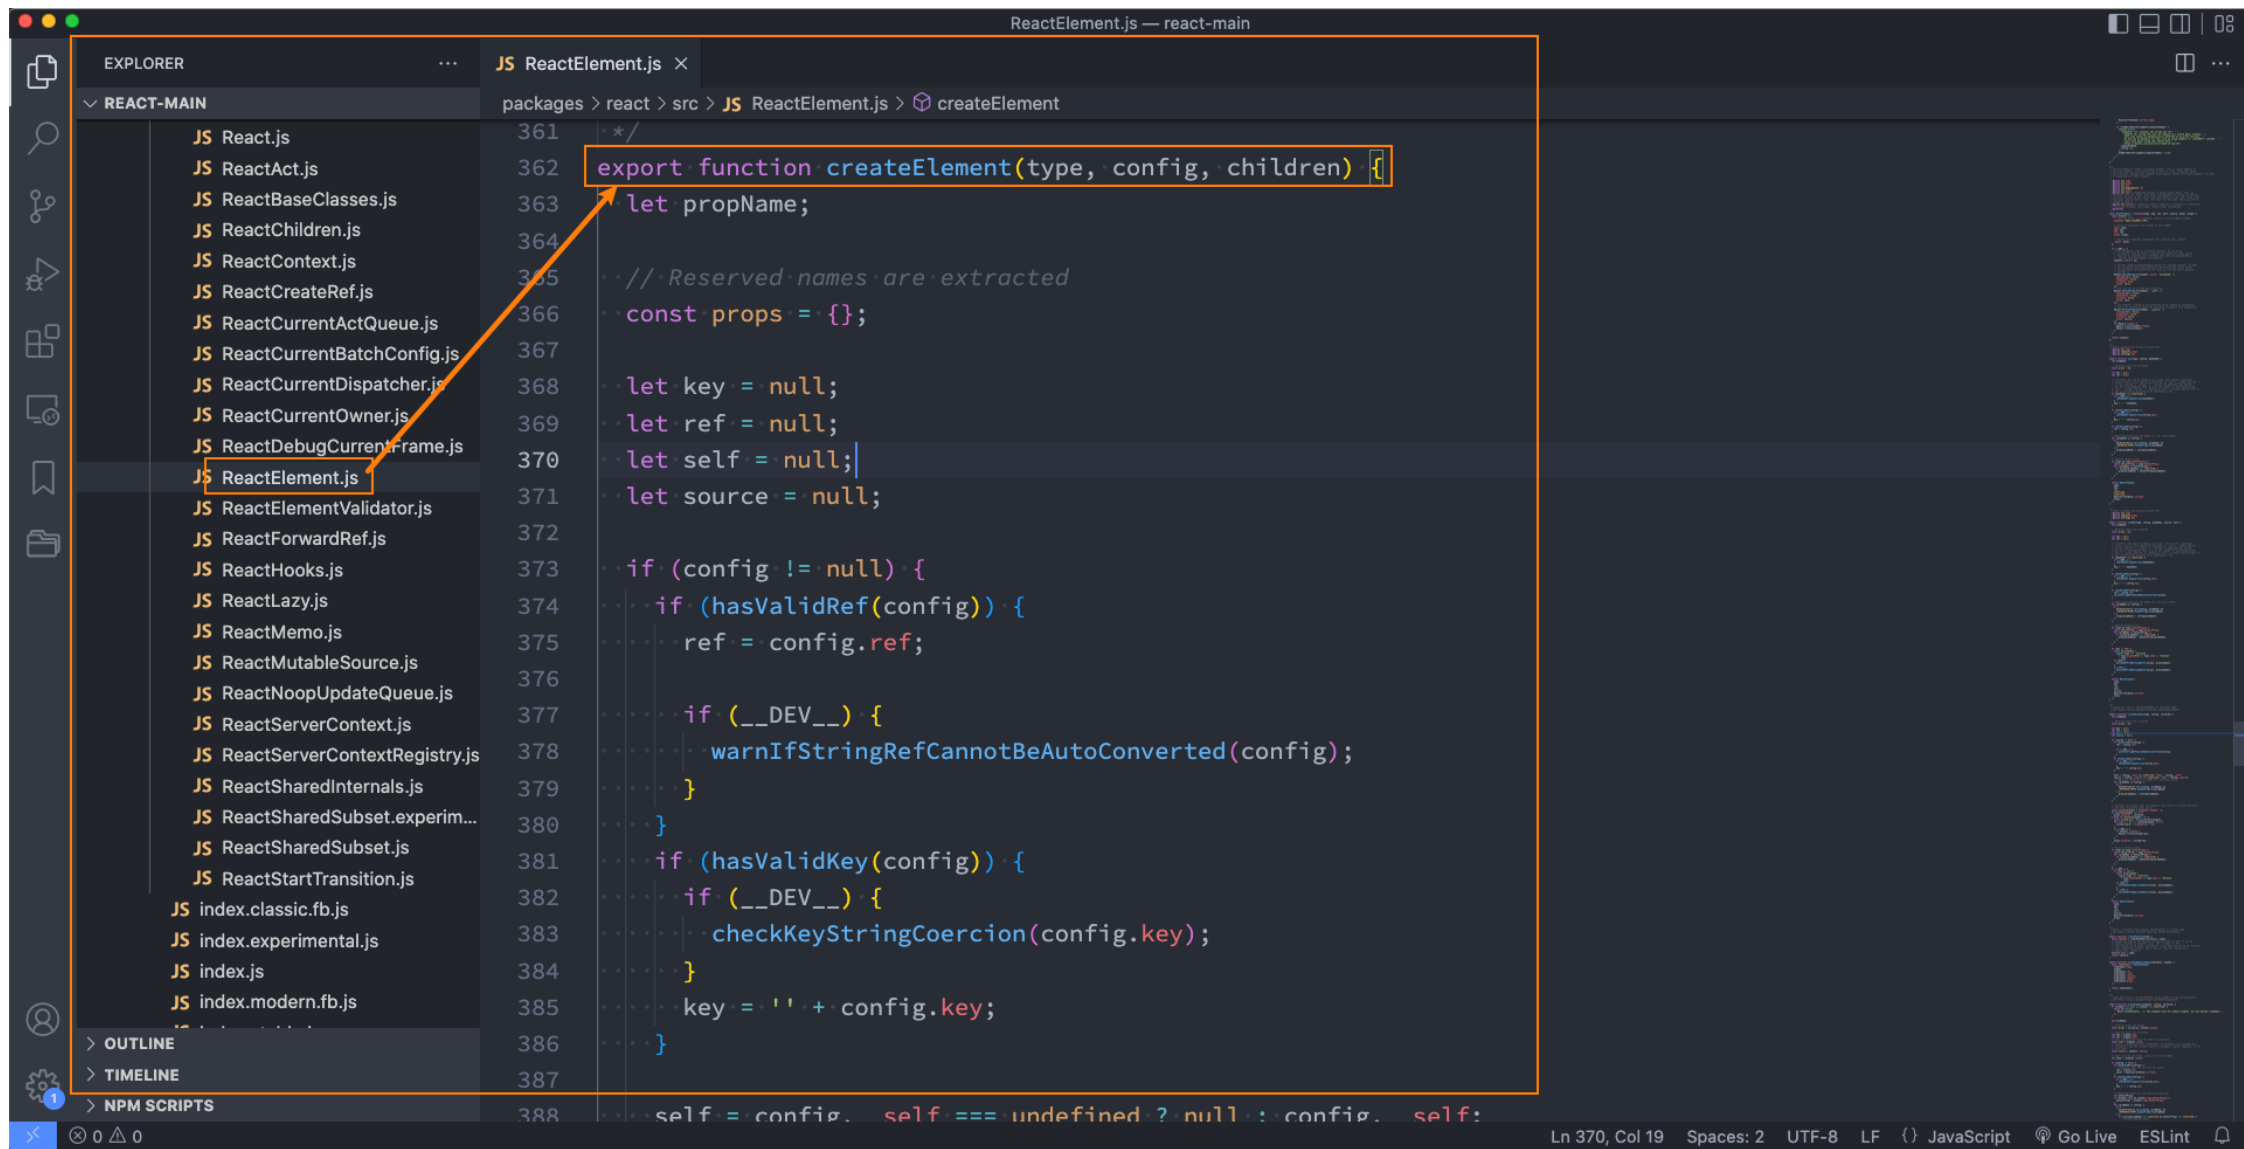 ReactElement.js — react-main
EXPLORER
REACT-MAIN
JS React.js
JS ReactAct.js
JS ReactBaseClasses.js
JS ReactChildren.js
JS ReactContext.js
JS ReactCreateRef.js
JS ReactCurrentActQueue.js
JS ReactCurrentBatchConfig.js
JS ReactCurrentDispatcher.js
JS ReactCurrentOwner.js
JS ReactDebugCurrentFrame.js
JS ReactElement.js
JS ReactElementValidator.js
JS ReactForwardRef.js
JS ReactHooks.js
JS ReactLazy.js
JS ReactMemo.js
JS ReactMutableSource.js
JS ReactNoopUpdateQueue.js
JS ReactServerContext.js
JS ReactServerContextRegistry.js
JS ReactSharedInternals.js
JS ReactSharedSubset.experim...
JS ReactSharedSubset.js
JS ReactStartTransition.js
JS index.classic.fb.js
JS index.experimental.js
JS index.js
JS index.modern.fb.js
OUTLINE
TIMELINE
NPM SCRIPTS
1
JS ReactElement.js ×
packages > react > src > JS ReactElement.js > createElement
361 */
362 export function createElement(type, config, children) {
363 let propName;
364
365 // Reserved names are extracted
366 const props = {};
367
368 let key = null;
369 let ref = null;
370 let self = null;
371 let source = null;
372
373 if (config != null) {
374 if (hasValidRef(config)) {
375 ref = config.ref;
376
377 if (__DEV__) {
378 warnIfStringRefCannotBeAutoConverted(config);
379 }
380 }
381 if (hasValidKey(config)) {
382 if (__DEV__) {
383 checkKeyStringCoercion(config.key);
384 }
385 key = '' + config.key;
386 }
387
388 self = config.__self === undefined ? null : config.__self;
0 0
Ln 370, Col 19 Spaces: 2 UTF-8 LF {} JavaScript Go Live ESLint